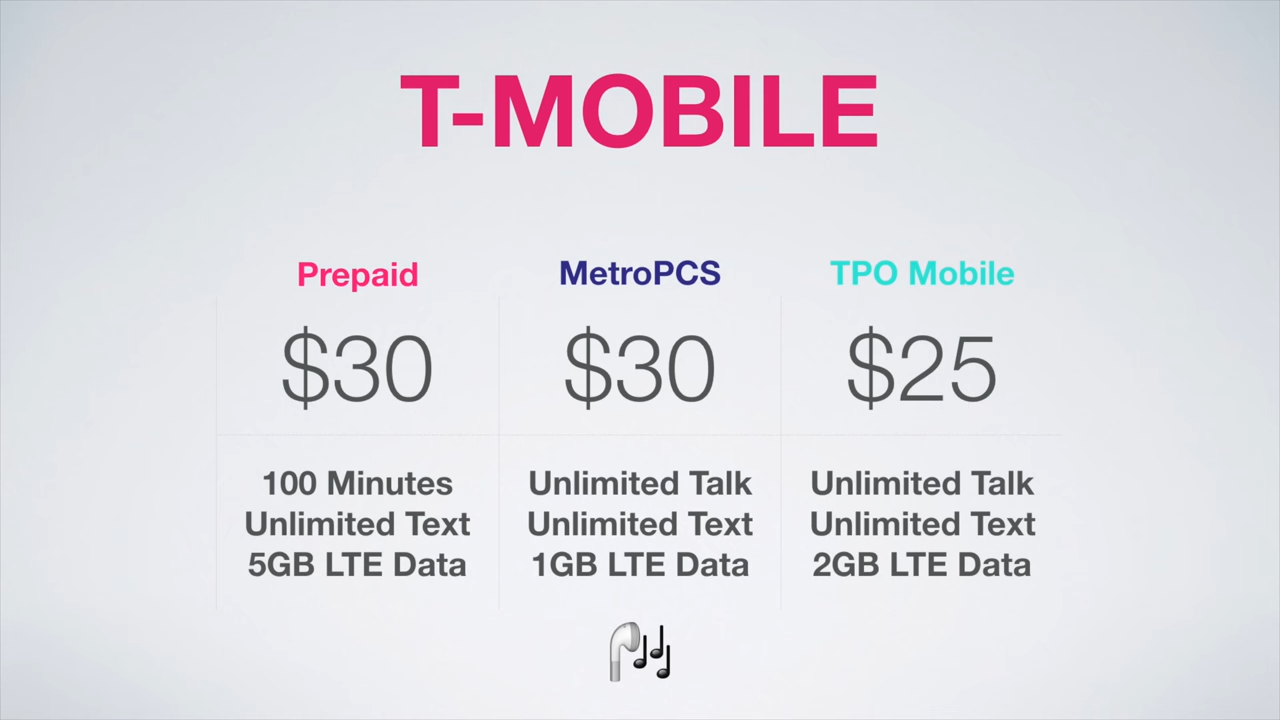 T-MOBILE
Prepaid
MetroPCS
TPO Mobile
$30
$30
$25
100 Minutes
Unlimited Text
5GB LTE Data
Unlimited Talk
Unlimited Text
1GB LTE Data
Unlimited Talk
Unlimited Text
2GB LTE Data